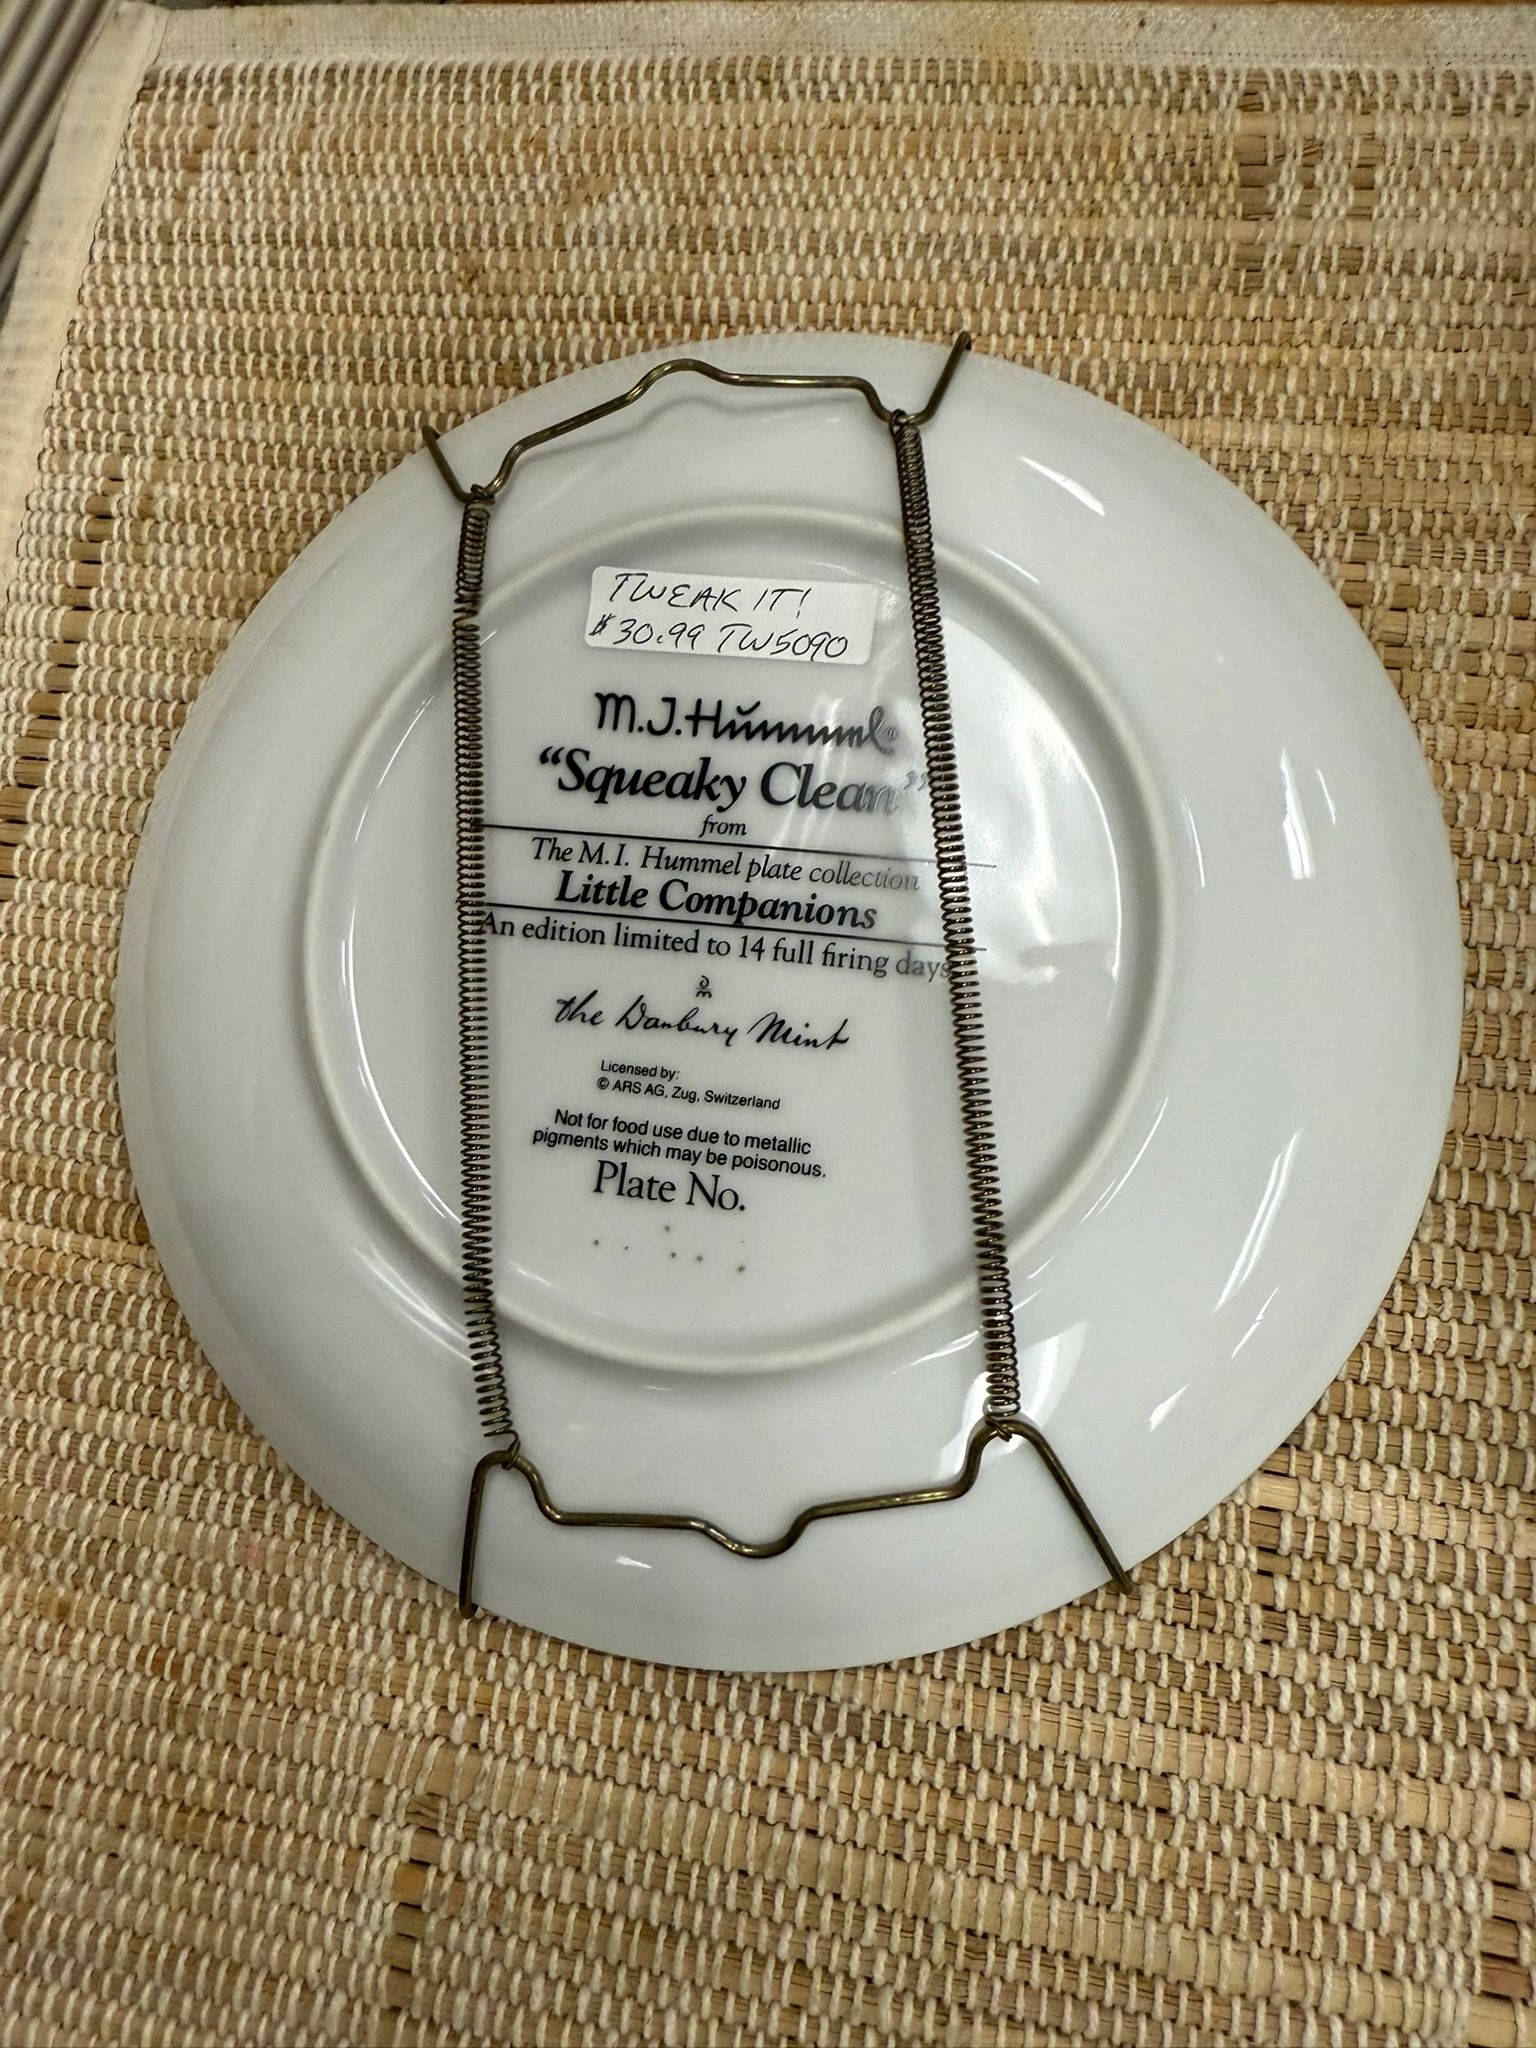 TWEAK IT!
$30.99 TW5090
M.J. Hummel®
“Squeaky Clean”
from
The M.I. Hummel plate collection
Little Companions
An edition limited to 14 full firing days
the Danbury Mint
Licensed by:
© ARS AG, Zug, Switzerland
Not for food use due to metallic
pigments which may be poisonous.
Plate No.